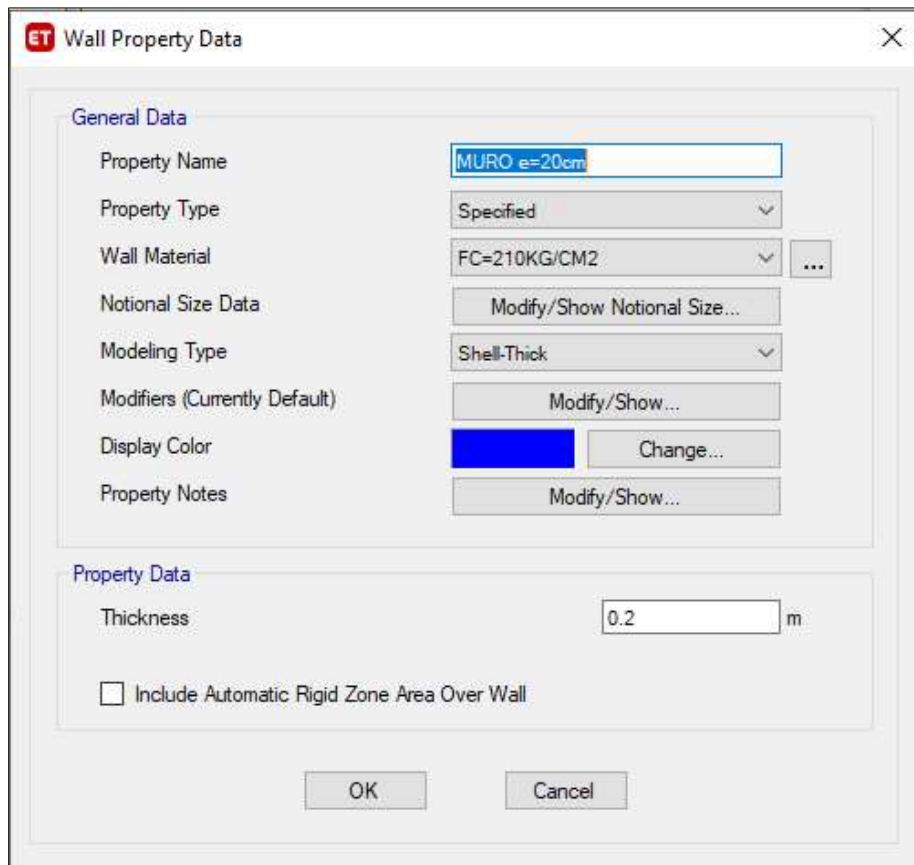 ET Wall Property Data
General Data
Property Name MURO e=20cm
Property Type Specified
Wall Material FC=210KG/CM2 ...
Notional Size Data Modify/Show Notional Size...
Modeling Type Shell-Thick
Modifiers (Currently Default) Modify/Show...
Display Color Change...
Property Notes Modify/Show...
Property Data
Thickness 0.2 m
Include Automatic Rigid Zone Area Over Wall
OK Cancel